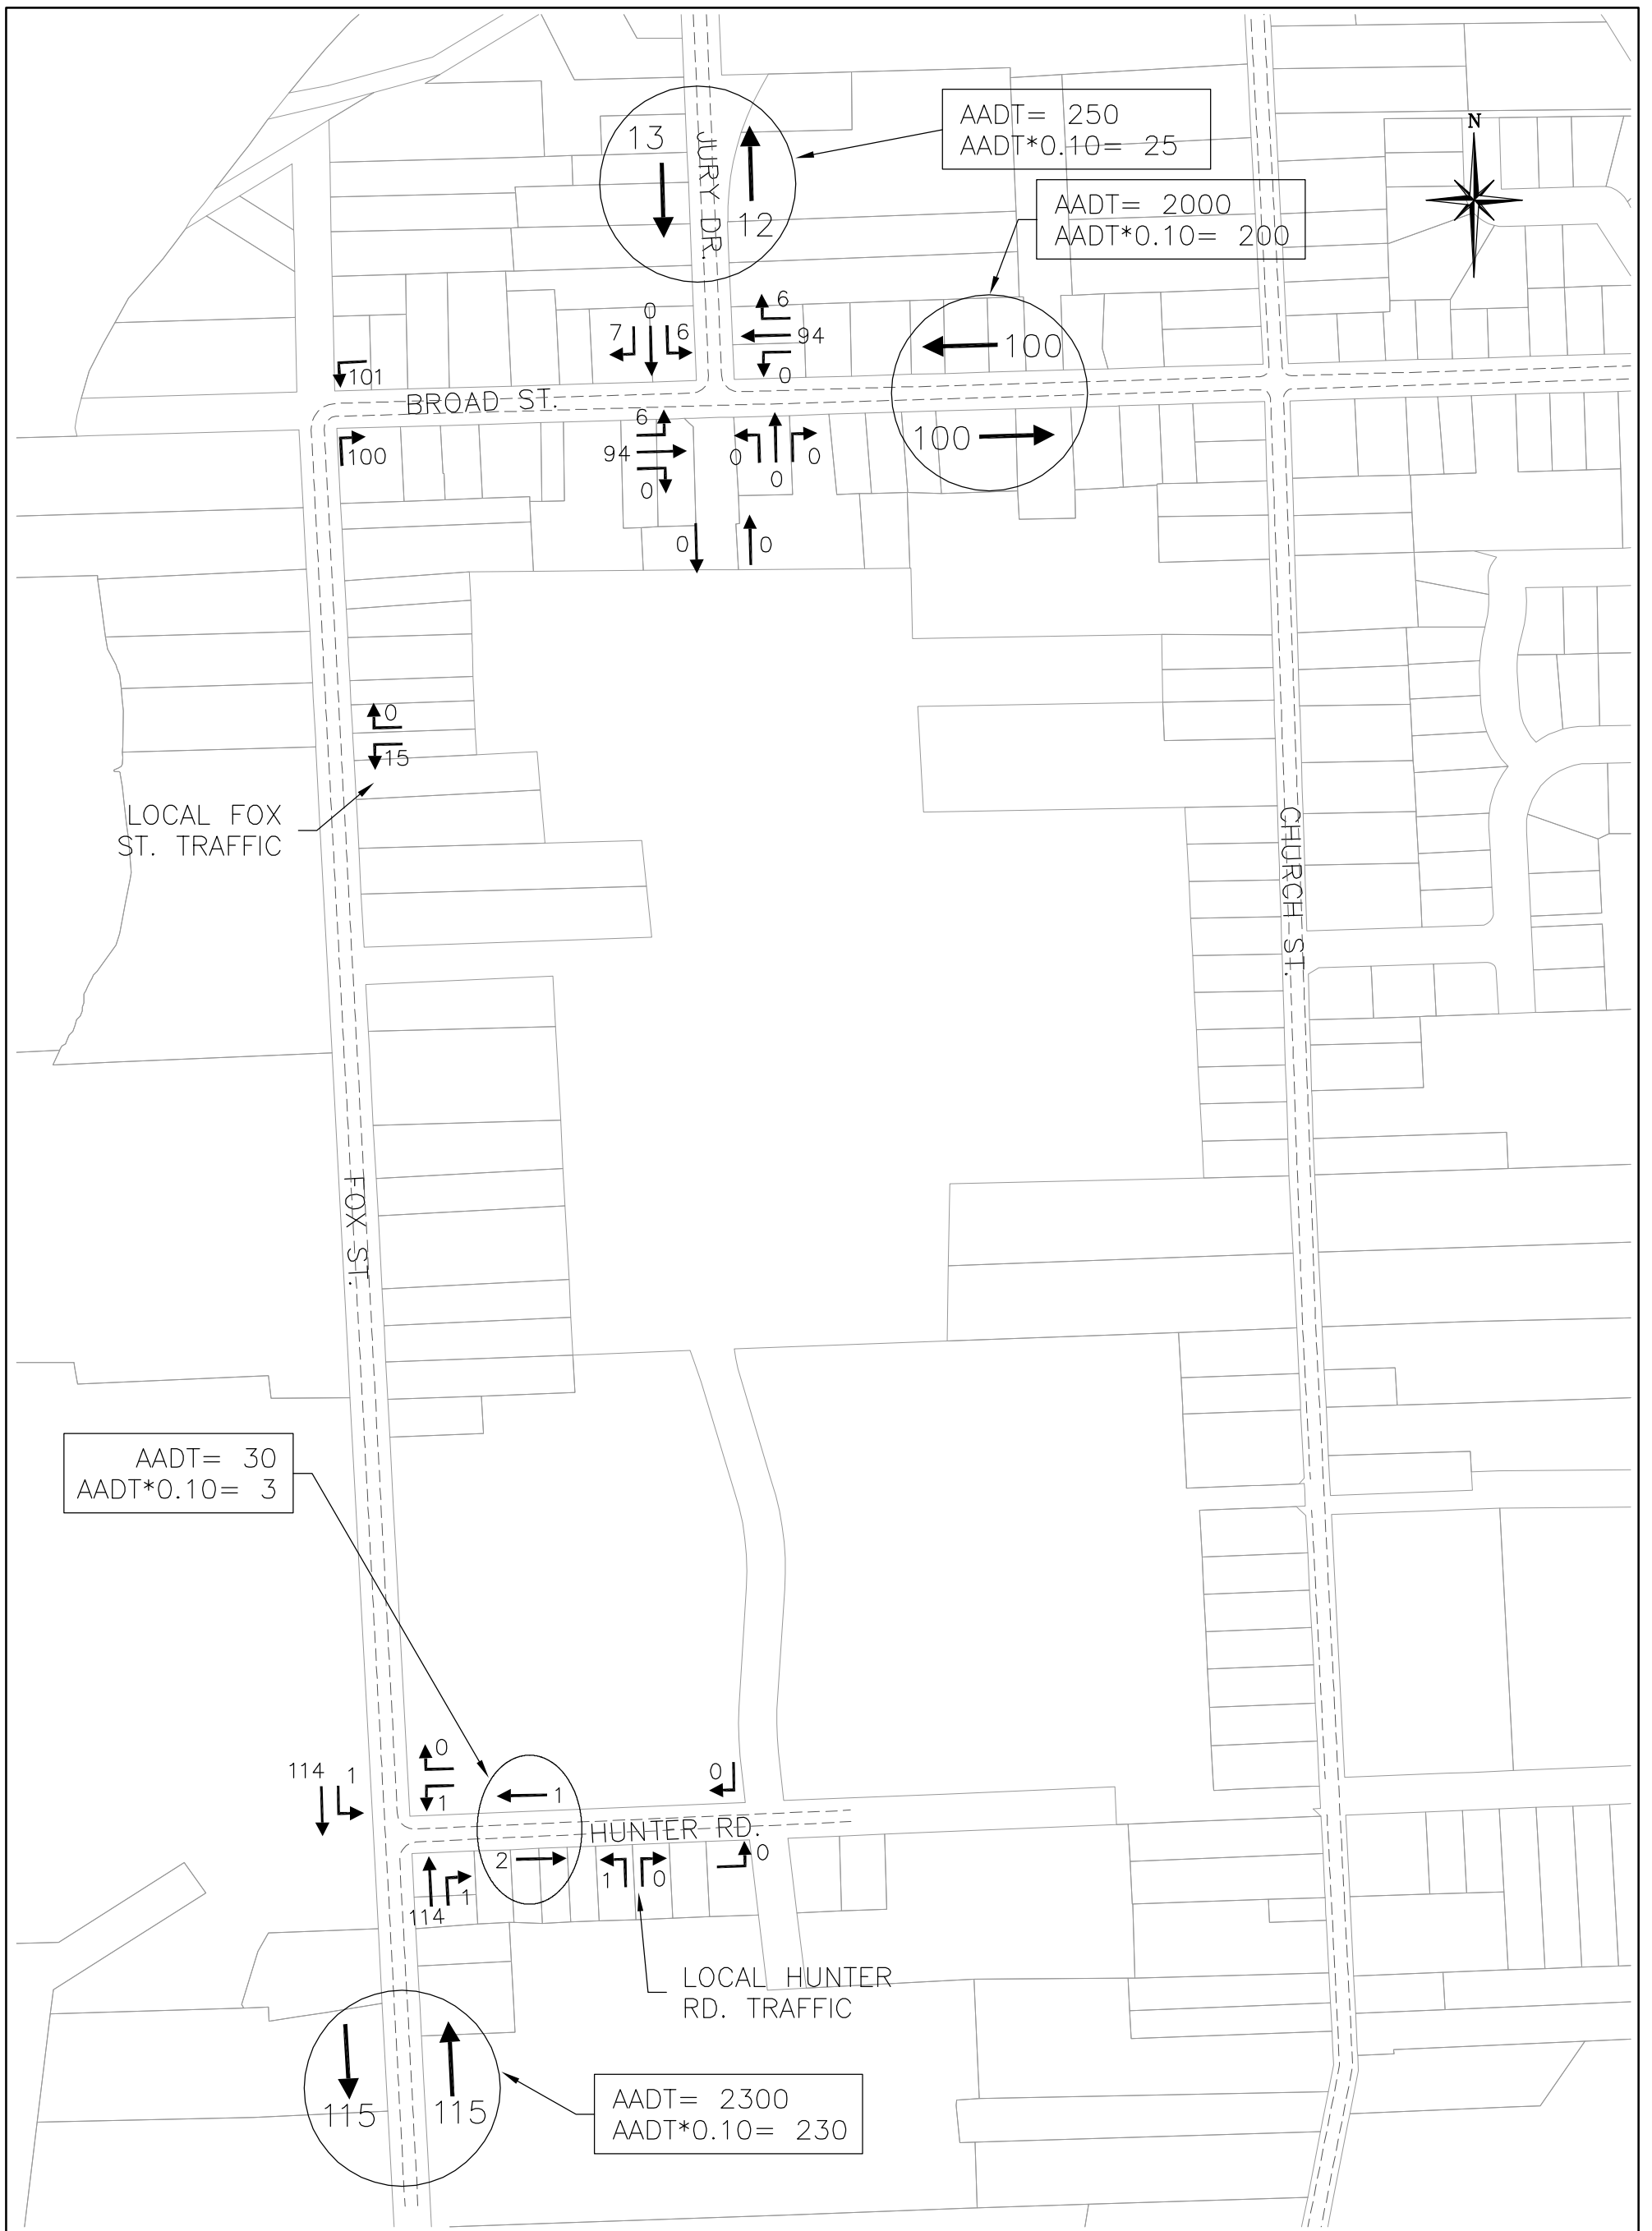 AADT= 250
AADT*0.10= 25
N
13
JURY DR.
12
AADT= 2000
AADT*0.10= 200
0
7
6
6
94
0
100
101
BROAD ST.
100
100
6
94
0
0
0
0
0
0
0
15
LOCAL FOX
ST. TRAFFIC
CHURCH ST.
FOX ST.
AADT= 30
AADT*0.10= 3
114
1
0
1
1
0
HUNTER RD.
2
1
0
0
114
1
LOCAL HUNTER
RD. TRAFFIC
115
115
AADT= 2300
AADT*0.10= 230